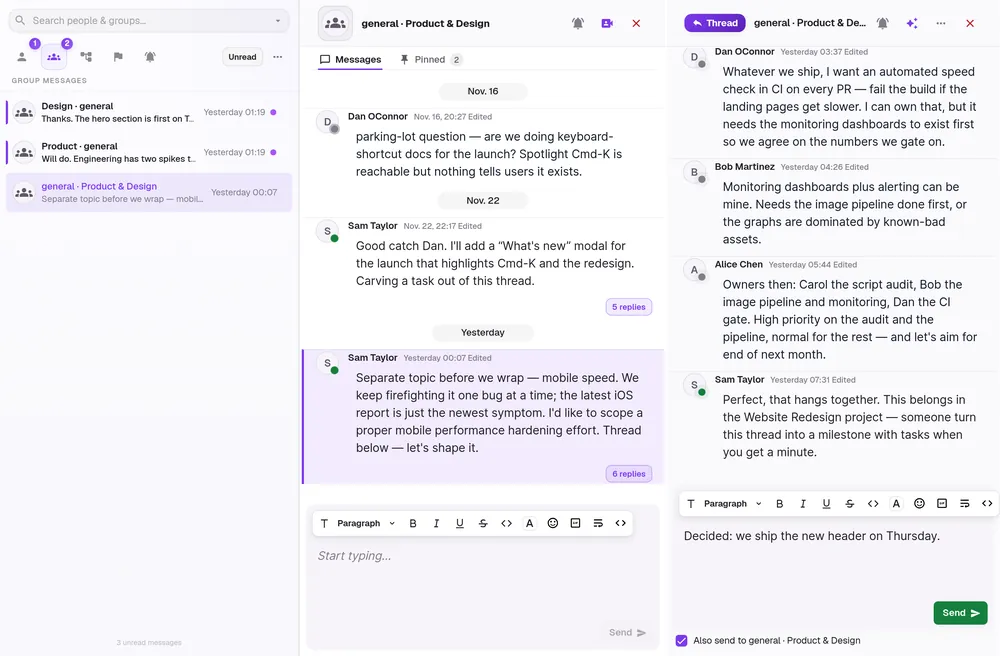 Search people & groups...
1
2
Unread
GROUP MESSAGES
Design · general
Thanks. The hero section is first on T..
Yesterday 01:19
Product · general
Will do. Engineering has two spikes t..
Yesterday 01:19
general · Product & Design
Separate topic before we wrap — mobil...
Yesterday 00:07
3 unread messages
general · Product & Design
Messages
Pinned 2
Nov. 16
D
Dan OConnor Nov. 16, 20:27 Edited
parking-lot question — are we doing keyboard-
shortcut docs for the launch? Spotlight Cmd-K is
reachable but nothing tells users it exists.
Nov. 22
S
Sam Taylor Nov. 22, 22:17 Edited
Good catch Dan. I'll add a “What's new” modal for
the launch that highlights Cmd-K and the redesign.
Carving a task out of this thread.
5 replies
Yesterday
S
Sam Taylor Yesterday 00:07 Edited
Separate topic before we wrap — mobile speed. We
keep firefighting it one bug at a time; the latest iOS
report is just the newest symptom. I'd like to scope a
proper mobile performance hardening effort. Thread
below — let's shape it.
6 replies
T Paragraph B I U S <> A
Start typing...
Send
Thread
general · Product & De...
D
Dan OConnor Yesterday 03:37 Edited
Whatever we ship, I want an automated speed
check in CI on every PR — fail the build if the
landing pages get slower. I can own that, but it
needs the monitoring dashboards to exist first
so we agree on the numbers we gate on.
B
Bob Martinez Yesterday 04:26 Edited
Monitoring dashboards plus alerting can be
mine. Needs the image pipeline done first, or
the graphs are dominated by known-bad
assets.
A
Alice Chen Yesterday 05:44 Edited
Owners then: Carol the script audit, Bob the
image pipeline and monitoring, Dan the CI
gate. High priority on the audit and the
pipeline, normal for the rest — and let's aim for
end of next month.
S
Sam Taylor Yesterday 07:31 Edited
Perfect, that hangs together. This belongs in
the Website Redesign project — someone turn
this thread into a milestone with tasks when
you get a minute.
T Paragraph B I U S <> A
Decided: we ship the new header on Thursday.
Send
Also send to general · Product & Design